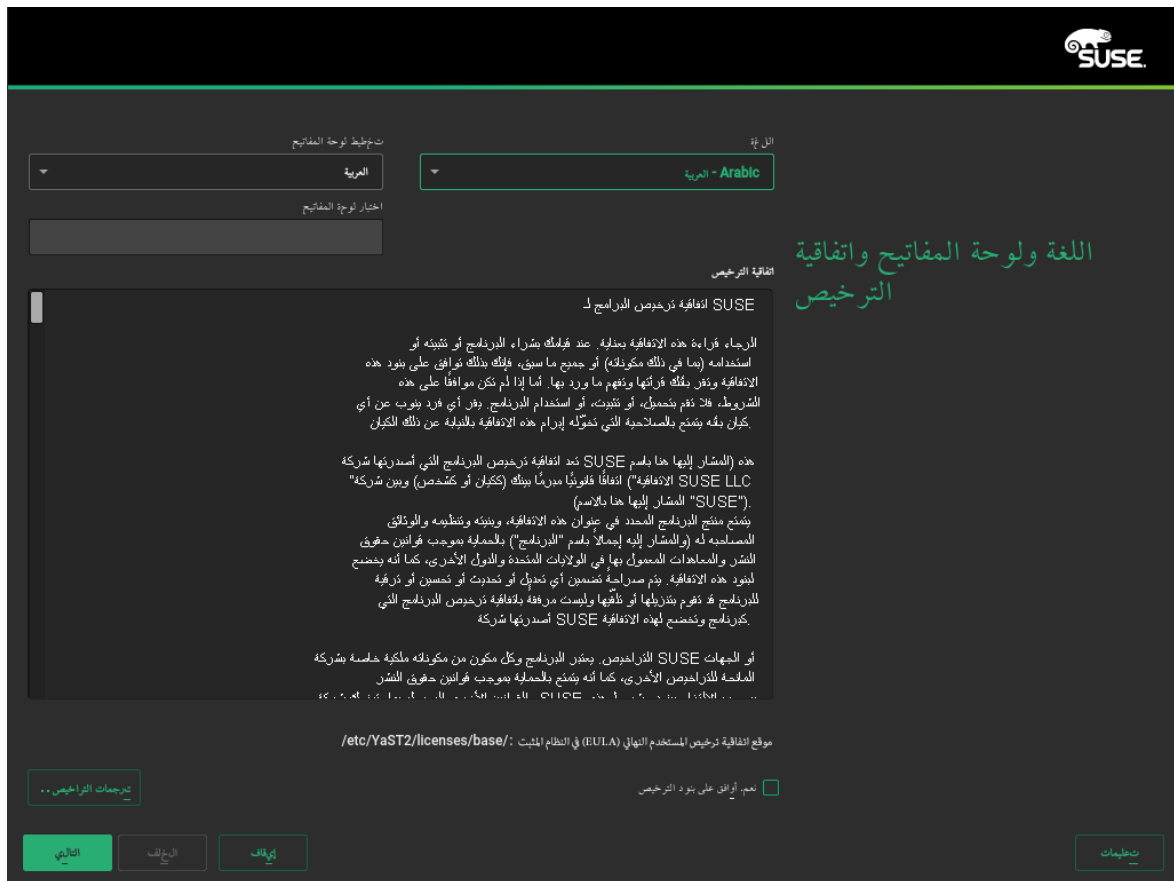 SUSE.
اللغة
Arabic - العربية
تخطيط لوحة المفاتيح
العربية
اختبار لوحة المفاتيح
اللغة ولوحة المفاتيح واتفاقية
الترخيص
اتفاقية الترخيص
SUSE اتفاقية ترخيص البرامج لـ
الرجاء قراءة هذه الاتفاقية بعناية. عند قيامك بشراء البرنامج أو تثبيته أو
استخدامه (بما في ذلك مكوناته) أو جميع ما سبق، فإنك بذلك توافق على بنود هذه
الاتفاقية وتقر بأنك قرأتها وتفهم ما ورد بها. أما إذا لم تكن موافقًا على هذه
الشروط، فلا تقم بتحميل، أو تثبيت، أو استخدام البرنامج. يقر أي فرد ينوب عن أي
.كيان بأنه يتمتع بالصلاحية التي تخوّله إبرام هذه الاتفاقية بالنيابة عن ذلك الكيان
هذه (المشار إليها هنا باسم SUSE تعد اتفاقية ترخيص البرنامج التي أصدرتها شركة
SUSE LLC الاتفاقية") اتفاقًا قانونيًا مبرمًا بينك (ككيان أو كشخص) وبين شركة"
.("SUSE" المشار إليها هنا بالاسم)
يتمتع منتج البرنامج المحدد في عنوان هذه الاتفاقية، وبنيته وتنظيمه والوثائق
المصاحبه له (والمشار إليه إجمالاً باسم "البرنامج") بالحماية بموجب قوانين حقوق
النشر والمعاهدات المعمول بها في الولايات المتحدة والدول الأخرى، كما أنه يخضع
لبنود هذه الاتفاقية. يتم صراحةً تضمين أي تعديل أو تحديث أو تحسين أو ترقية
للبرنامج قد تقوم بتنزيلها أو تلقّيها وليست مرفقة باتفاقية ترخيص البرنامج التي
.كبرنامج وتخضع لهذه الاتفاقية SUSE أصدرتها شركة
أو الجهات SUSE التراخيص. يعتبر البرنامج وكل مكون من مكوناته ملكية خاصة بشركة
المانحة للتراخيص الأخرى، كما أنه يتمتع بالحماية بموجب قوانين حقوق النشر
موقع اتفاقية ترخيص المستخدم النهائي (EULA) في النظام المثبت : /etc/YaST2/licenses/base/
نعم، أوافق على بنود الترخيص
ترجمات التراخيص..
تعليمات
إيقاف
الخلف
التالي